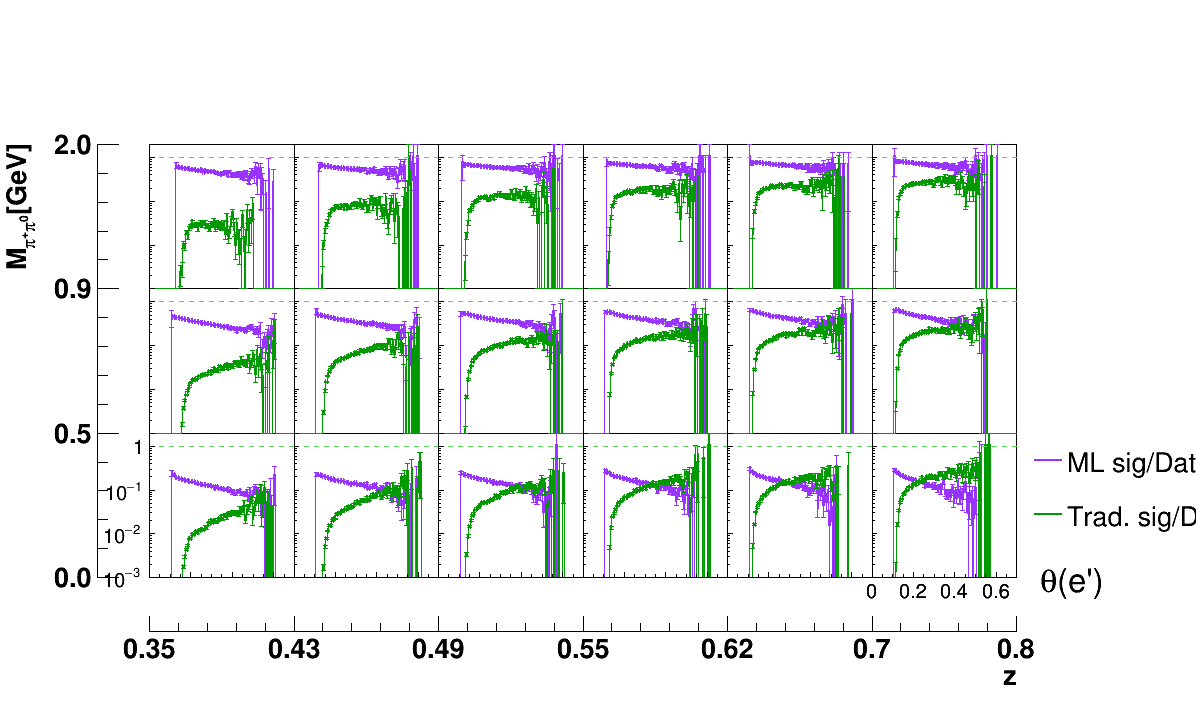 M_{π⁺π⁰}[GeV]
2.0
0.9
0.5
0.0
1
10⁻¹
10⁻²
10⁻³
ML sig/Dat
Trad. sig/D
0 0.2 0.4 0.6
θ(e')
0.35 0.43 0.49 0.55 0.62 0.7 0.8
z